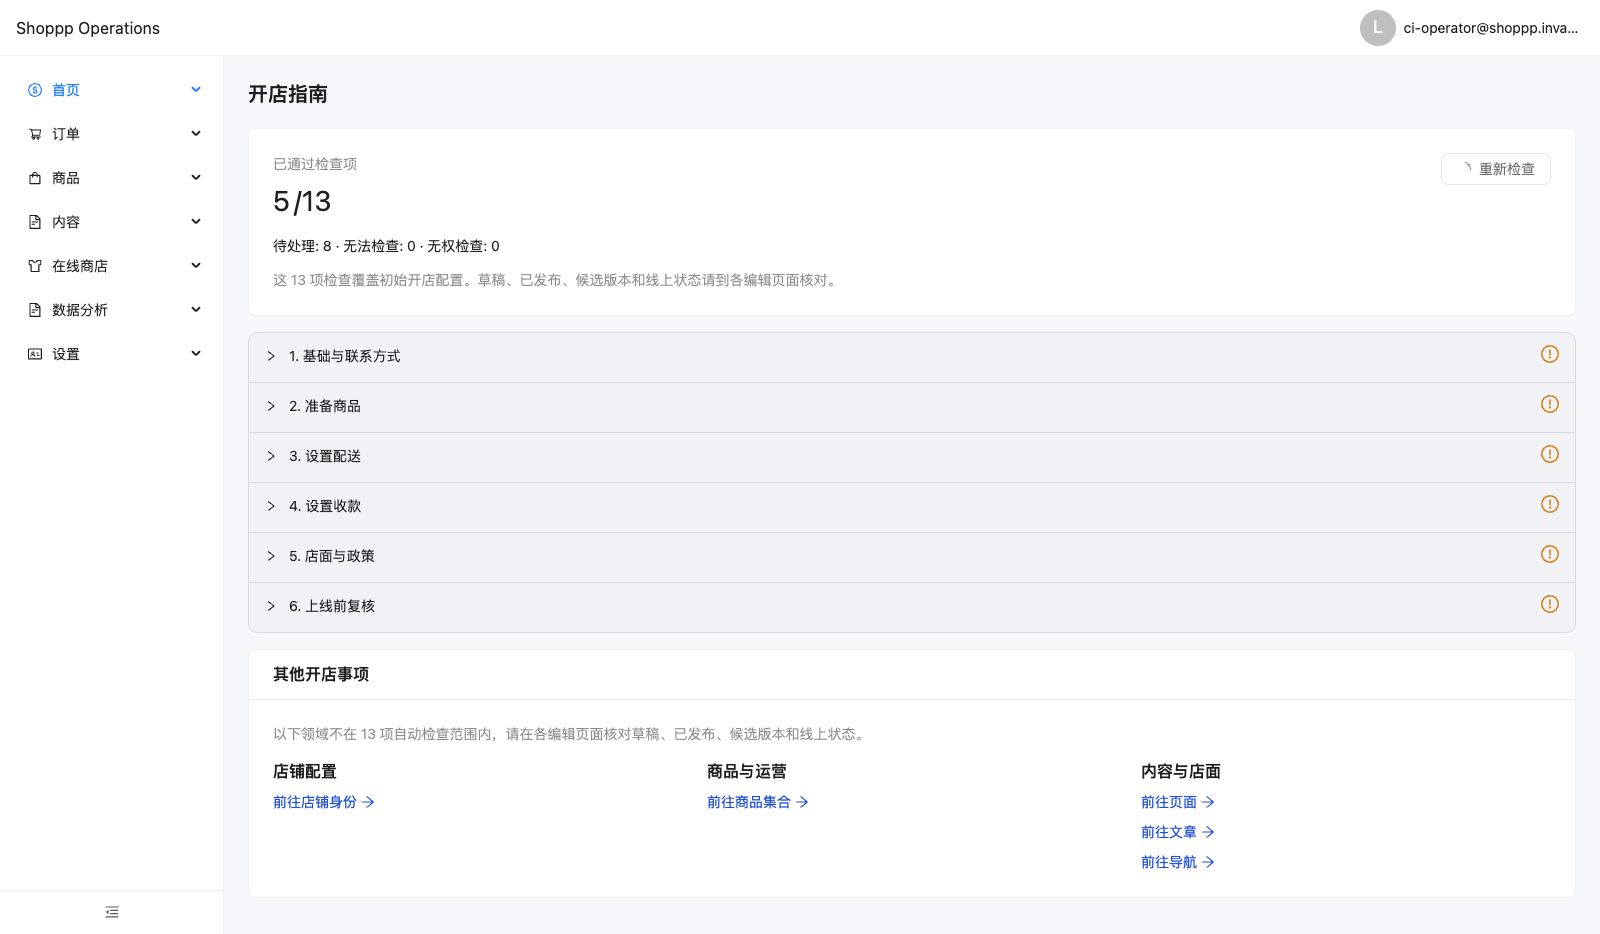 Shoppp Operations
L
ci-operator@shoppp.inva...
首页
订单
商品
内容
在线商店
数据分析
设置
开店指南
已通过检查项
5/13
重新检查
待处理: 8 · 无法检查: 0 · 无权检查: 0
这 13 项检查覆盖初始开店配置。草稿、已发布、候选版本和线上状态请到各编辑页面核对。
1. 基础与联系方式
2. 准备商品
3. 设置配送
4. 设置收款
5. 店面与政策
6. 上线前复核
其他开店事项
以下领域不在 13 项自动检查范围内，请在各编辑页面核对草稿、已发布、候选版本和线上状态。
店铺配置
前往店铺身份 →
商品与运营
前往商品集合 →
内容与店面
前往页面 →
前往文章 →
前往导航 →